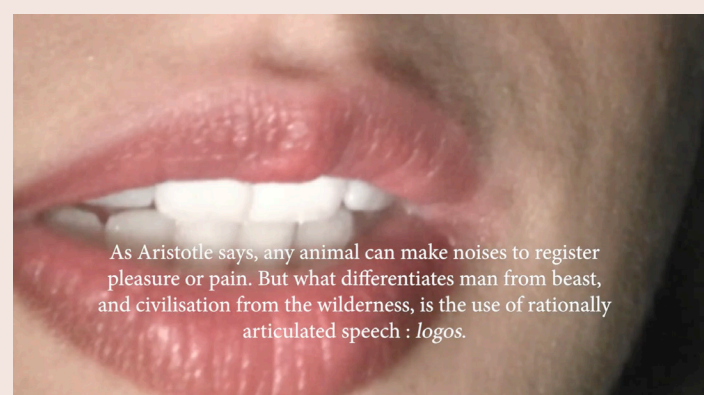 As Aristotle says, any animal can make noises to register
pleasure or pain. But what differentiates man from beast,
and civilisation from the wilderness, is the use of rationally
articulated speech : logos.